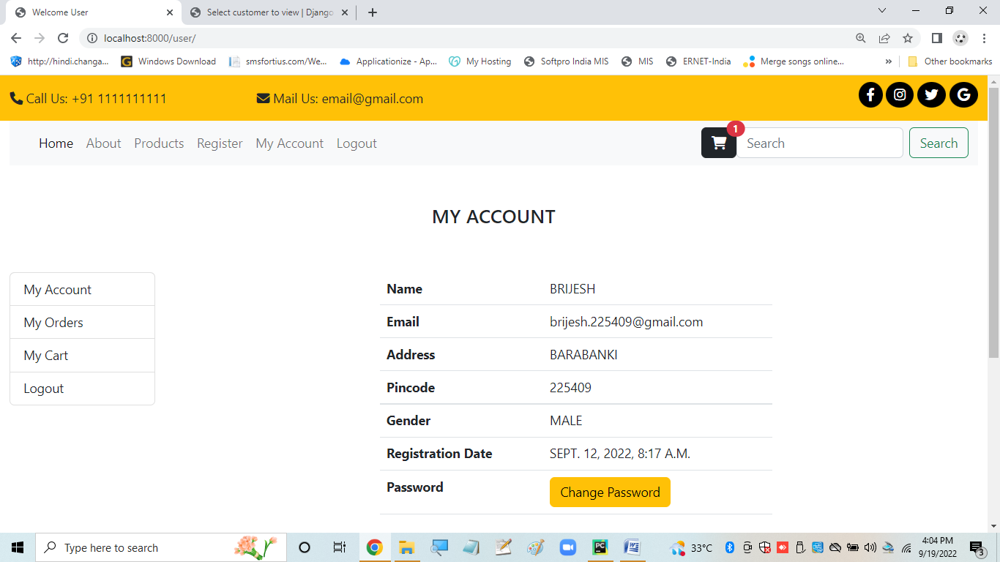 Welcome User
Select customer to view | Django
localhost:8000/user/
http://hindi.changa...
Windows Download
smsfortius.com/We...
Applicationize - Ap...
My Hosting
Softpro India MIS
MIS
ERNET-India
Merge songs online...
»
Other bookmarks
Call Us: +91 1111111111
Mail Us: email@gmail.com
Home About Products Register My Account Logout
1
Search
Search
MY ACCOUNT
My Account
My Orders
My Cart
Logout
Name BRIJESH
Email brijesh.225409@gmail.com
Address BARABANKI
Pincode 225409
Gender MALE
Registration Date SEPT. 12, 2022, 8:17 A.M.
Password Change Password
Type here to search
PC
W
33°C
4:04 PM
9/19/2022
3